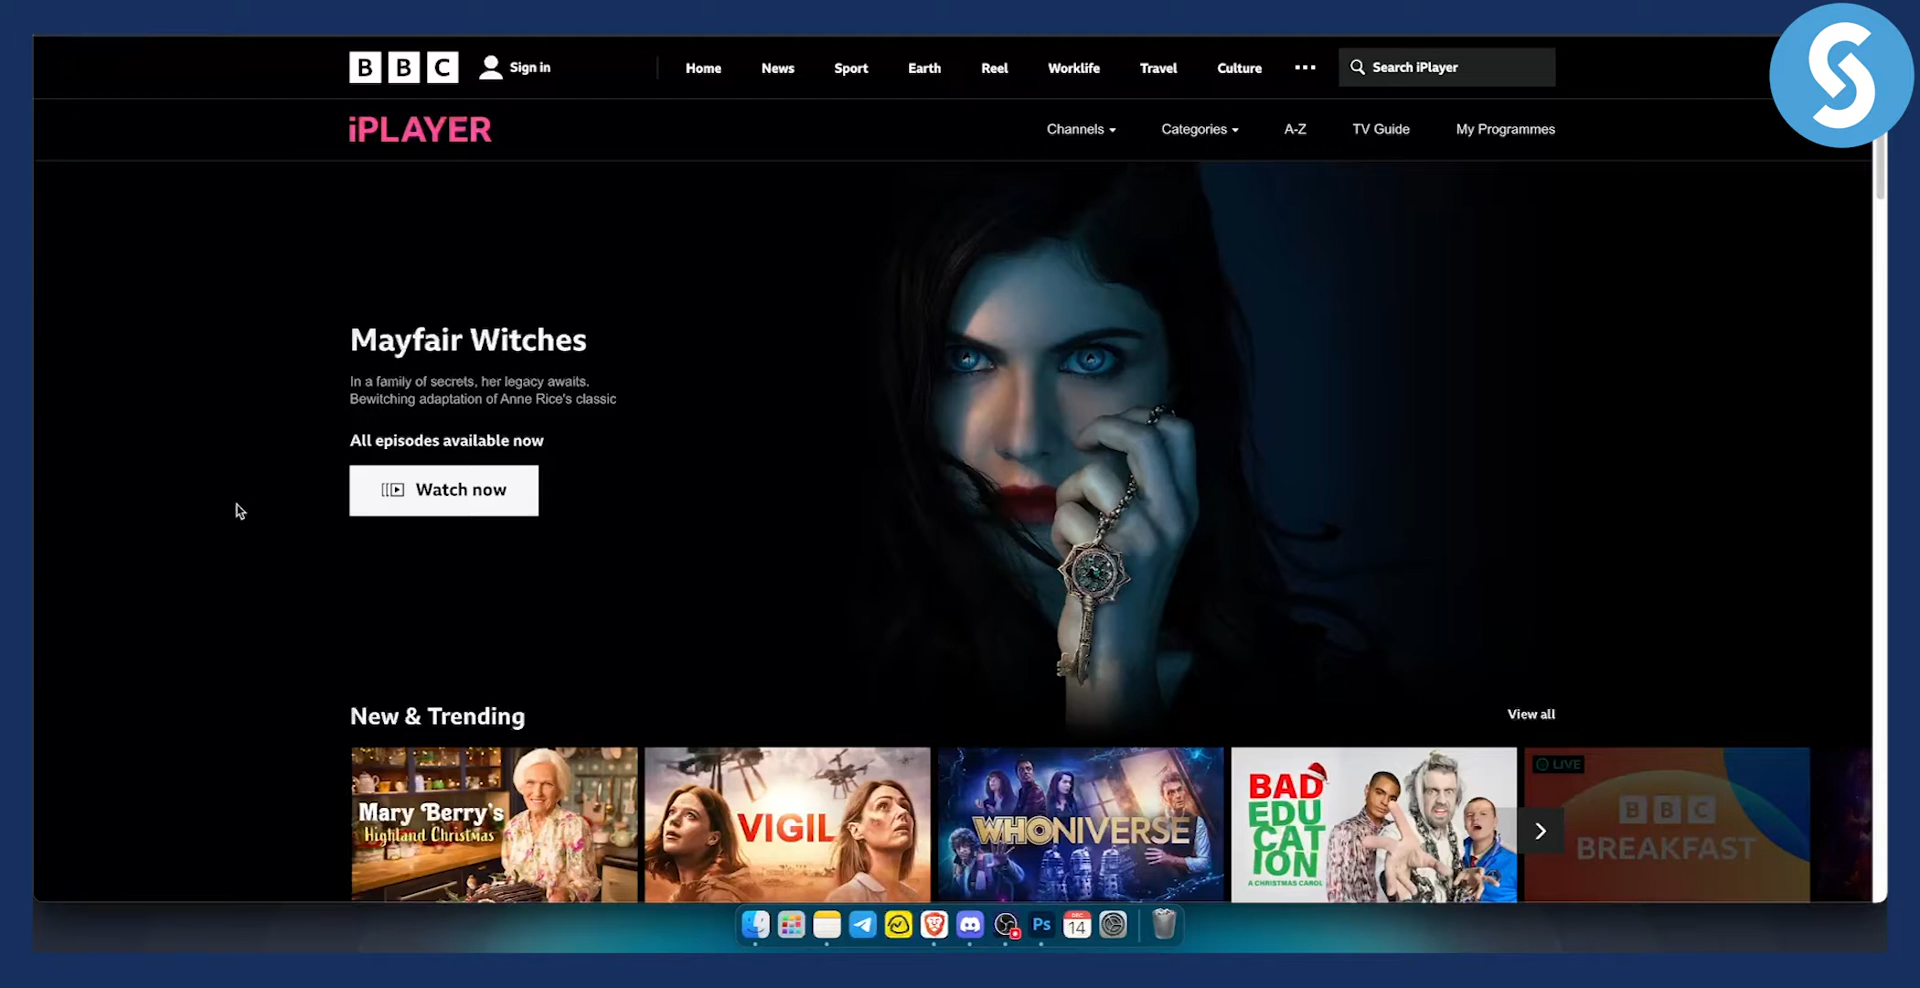 BBC
Sign in
Home
News
Sport
Earth
Reel
Worklife
Travel
Culture
Search iPlayer
iPLAYER
Channels
Categories
A-Z
TV Guide
My Programmes
Mayfair Witches
In a family of secrets, her legacy awaits.
Bewitching adaptation of Anne Rice's classic
All episodes available now
Watch now
New & Trending
View all
Mary Berry's
Highland Christmas
VIGIL
WHONIVERSE
BAD
EDU
CAT
ION
A CHRISTMAS CAROL
LIVE
BBC
BREAKFAST
Ps
DEC
14
S